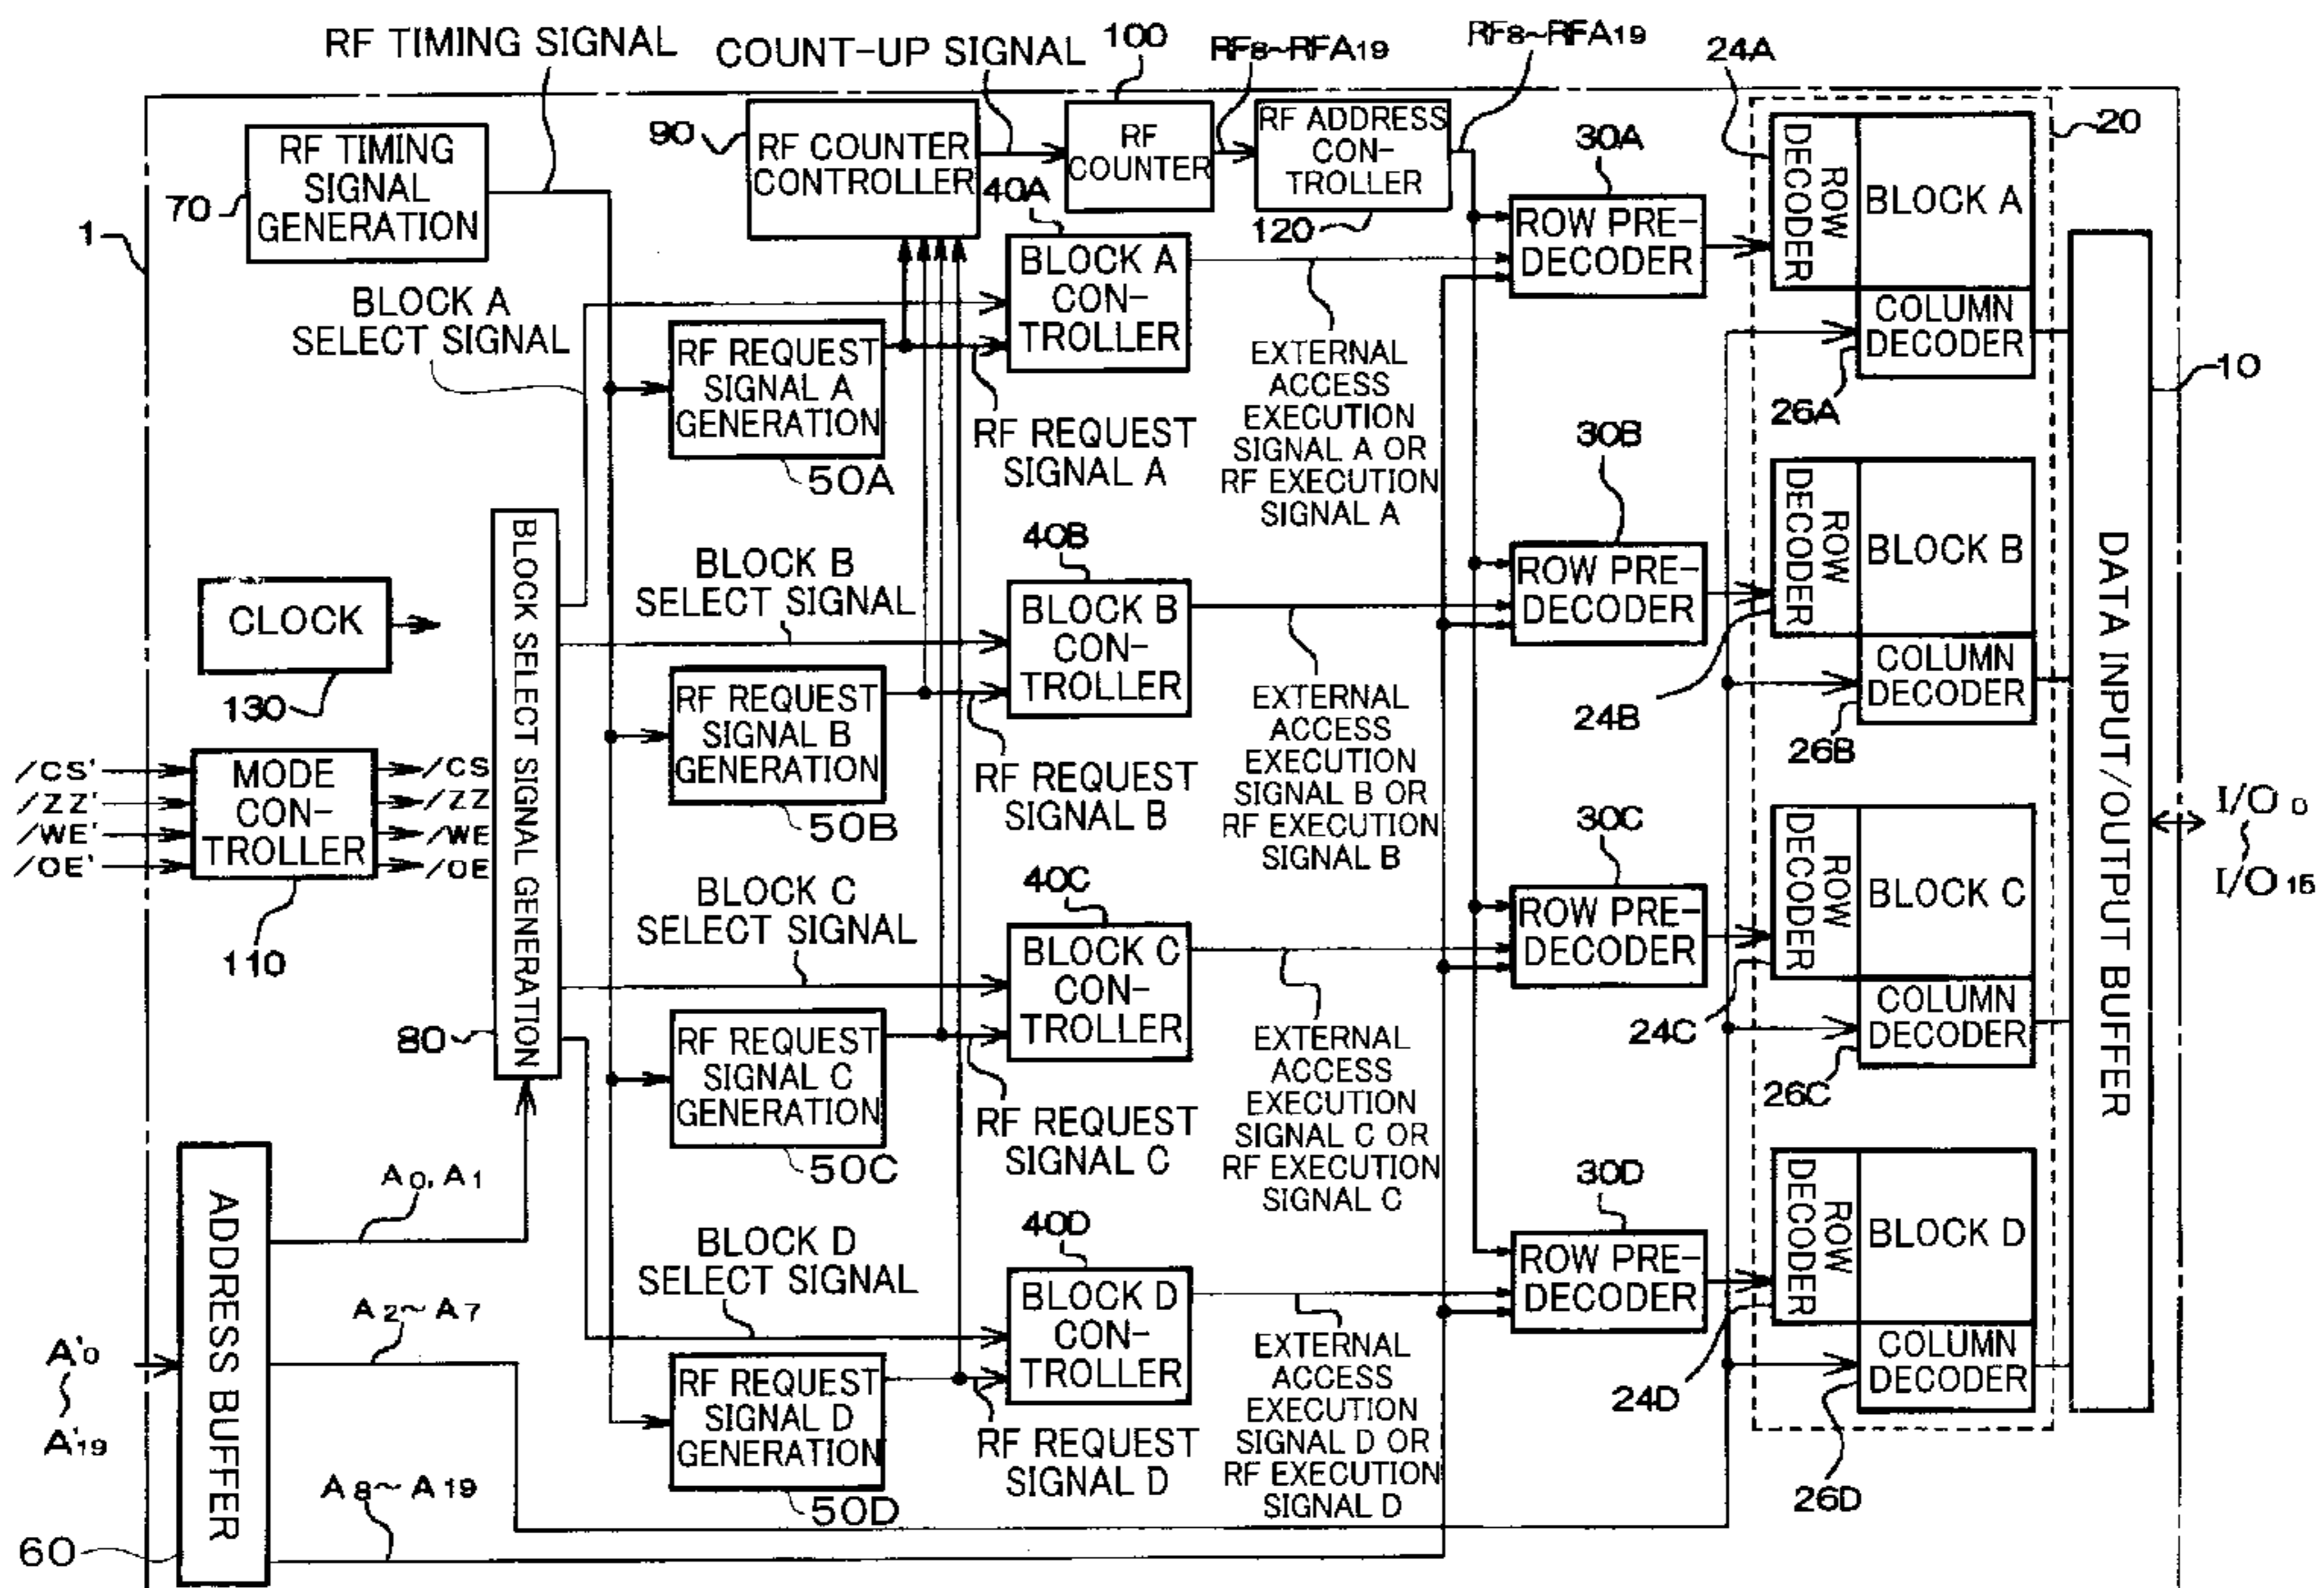 RF TIMING SIGNAL
COUNT-UP SIGNAL
100
RF8~RFA19
RF8~RFA19
24A
20
1
70
RF TIMING
SIGNAL
GENERATION
90
RF COUNTER
CONTROLLER
RF
COUNTER
RF ADDRESS
CON-
TROLLER
120
40A
30A
ROW PRE-
DECODER
ROW
DECODER
BLOCK A
COLUMN
DECODER
26A
10
BLOCK A
SELECT SIGNAL
BLOCK A
CON-
TROLLER
RF REQUEST
SIGNAL A
GENERATION
50A
RF REQUEST
SIGNAL A
EXTERNAL
ACCESS
EXECUTION
SIGNAL A OR
RF EXECUTION
SIGNAL A
30B
ROW PRE-
DECODER
ROW
DECODER
BLOCK B
COLUMN
DECODER
24B
26B
BLOCK SELECT SIGNAL GENERATION
80
CLOCK
130
BLOCK B
SELECT SIGNAL
40B
BLOCK B
CON-
TROLLER
RF REQUEST
SIGNAL B
GENERATION
50B
RF REQUEST
SIGNAL B
EXTERNAL
ACCESS
EXECUTION
SIGNAL B OR
RF EXECUTION
SIGNAL B
/CS'
/ZZ'
/WE'
/OE'
MODE
CON-
TROLLER
110
/CS
/ZZ
/WE
/OE
DATA INPUT/OUTPUT BUFFER
I/O0
I/O15
BLOCK C
SELECT SIGNAL
40C
BLOCK C
CON-
TROLLER
RF REQUEST
SIGNAL C
GENERATION
50C
RF REQUEST
SIGNAL C
EXTERNAL
ACCESS
EXECUTION
SIGNAL C OR
RF EXECUTION
SIGNAL C
30C
ROW PRE-
DECODER
ROW
DECODER
BLOCK C
COLUMN
DECODER
24C
26C
ADDRESS BUFFER
60
A'0
A'19
A0, A1
A2~A7
A8~A19
BLOCK D
SELECT SIGNAL
40D
BLOCK D
CON-
TROLLER
RF REQUEST
SIGNAL D
GENERATION
50D
RF REQUEST
SIGNAL D
EXTERNAL
ACCESS
EXECUTION
SIGNAL D OR
RF EXECUTION
SIGNAL D
30D
ROW PRE-
DECODER
ROW
DECODER
BLOCK D
COLUMN
DECODER
24D
26D